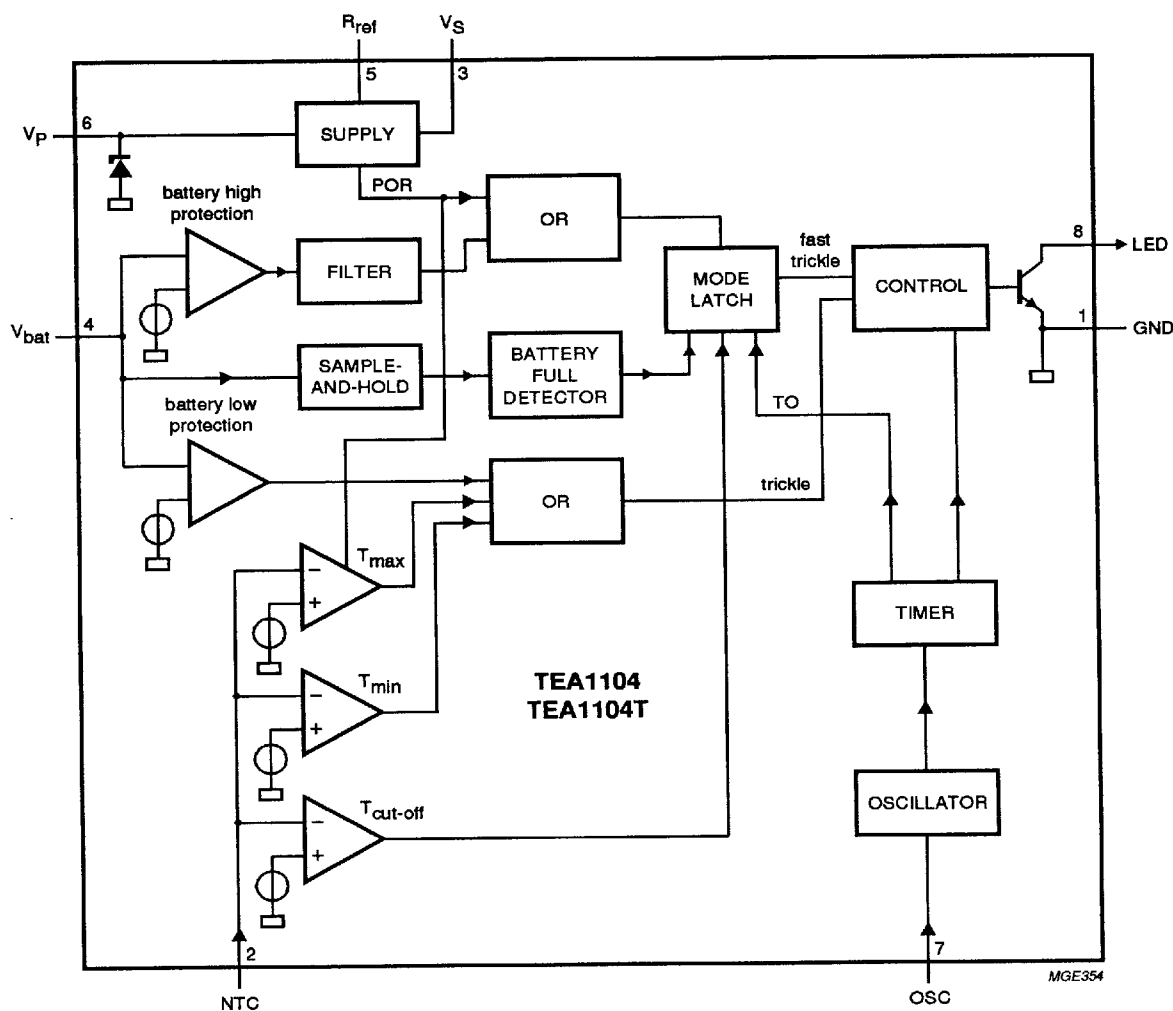 R_ref
V_S
5
3
6
V_P
SUPPLY
POR
battery high
protection
OR
FILTER
MODE
LATCH
fast
trickle
CONTROL
8
LED
1
GND
4
V_bat
SAMPLE-
AND-HOLD
BATTERY
FULL
DETECTOR
battery low
protection
TO
OR
trickle
T_max
−
+
TIMER
T_min
−
+
TEA1104
TEA1104T
OSCILLATOR
T_cut-off
−
+
2
7
MGE354
NTC
OSC